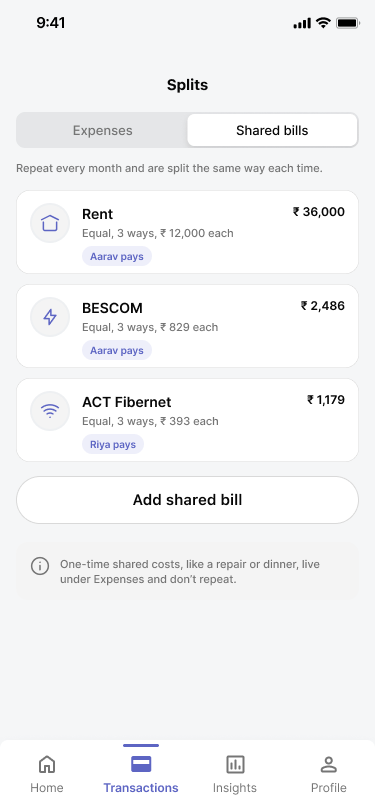 9:41
Splits
Expenses
Shared bills
Repeat every month and are split the same way each time.
Rent
₹ 36,000
Equal, 3 ways, ₹ 12,000 each
Aarav pays
BESCOM
₹ 2,486
Equal, 3 ways, ₹ 829 each
Aarav pays
ACT Fibernet
₹ 1,179
Equal, 3 ways, ₹ 393 each
Riya pays
Add shared bill
One-time shared costs, like a repair or dinner, live
under Expenses and don’t repeat.
Home
Transactions
Insights
Profile